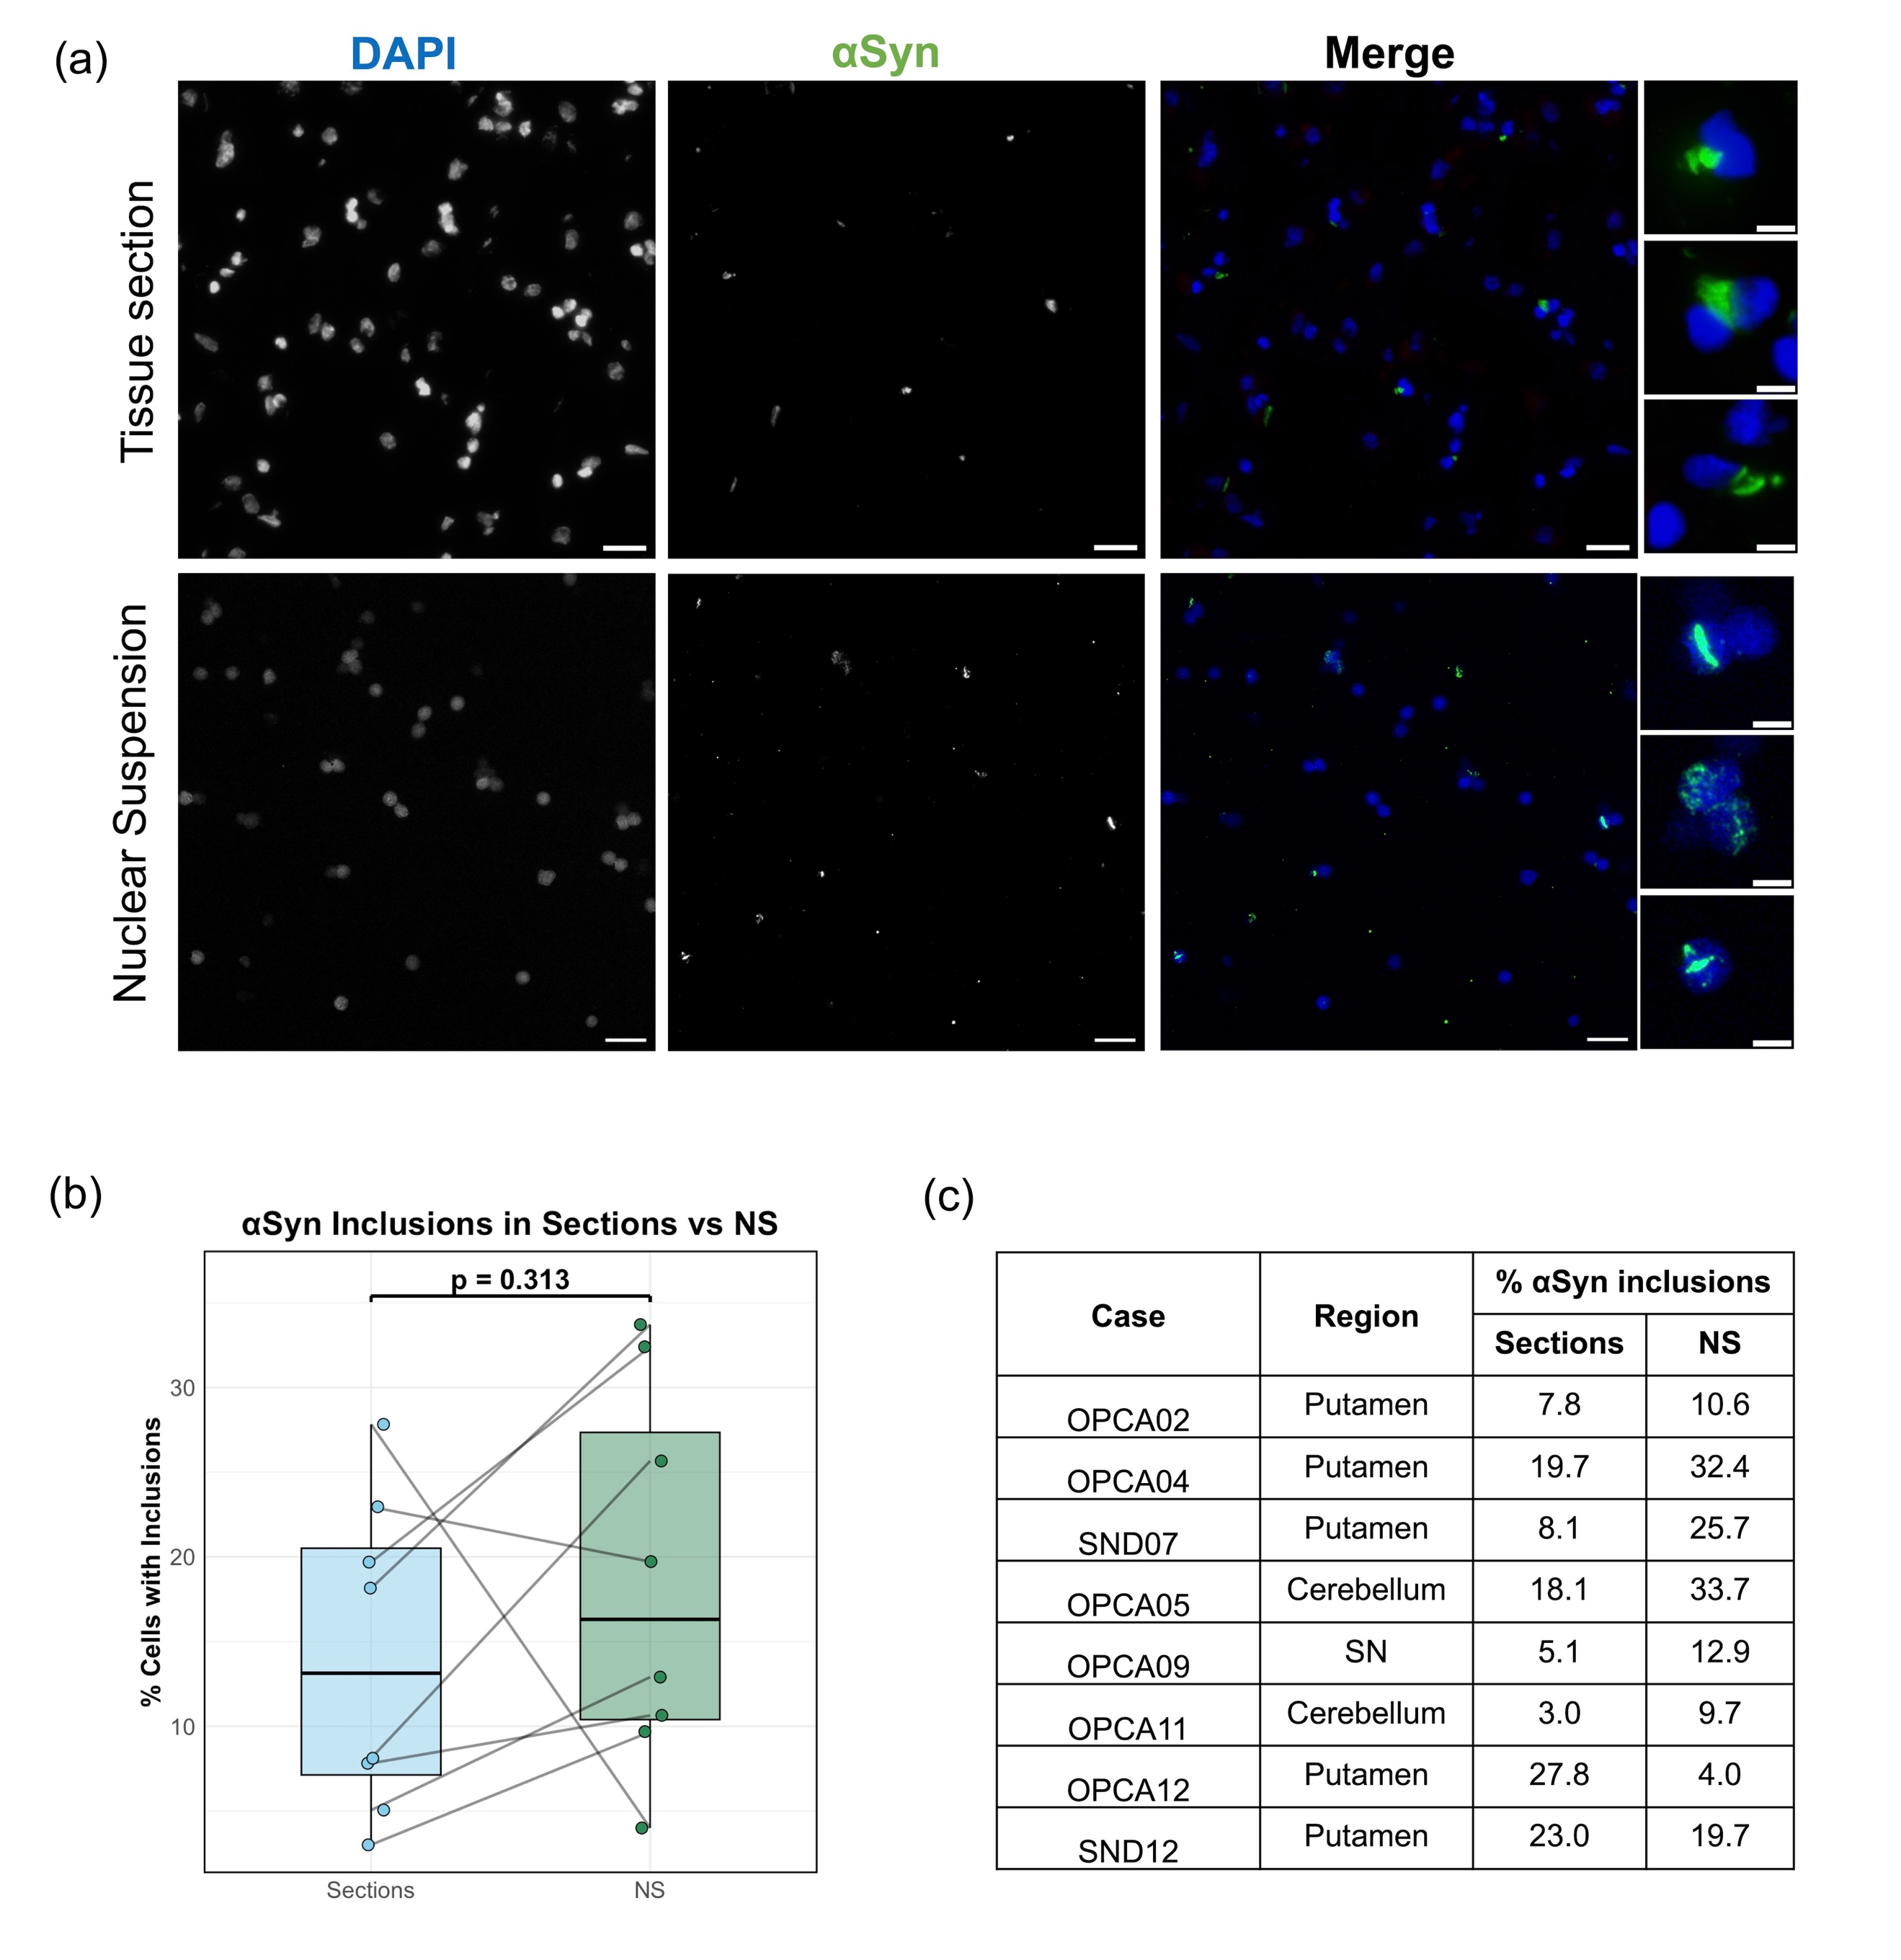 (a)
DAPI αSyn Merge
Tissue section
Nuclear Suspension
(b)
αSyn Inclusions in Sections vs NS
p = 0.313
% Cells with Inclusions
30
20
10
Sections NS
(c)
Case Region % αSyn inclusions
Sections NS
OPCA02 Putamen 7.8 10.6
OPCA04 Putamen 19.7 32.4
SND07 Putamen 8.1 25.7
OPCA05 Cerebellum 18.1 33.7
OPCA09 SN 5.1 12.9
OPCA11 Cerebellum 3.0 9.7
OPCA12 Putamen 27.8 4.0
SND12 Putamen 23.0 19.7